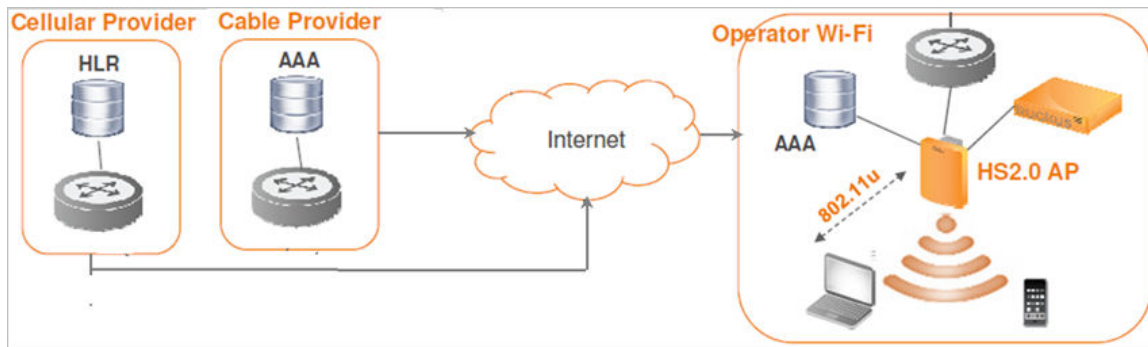 Cellular Provider
Cable Provider
Operator Wi-Fi
HLR
AAA
Internet
AAA
Ruckus
HS2.0 AP
802.11u